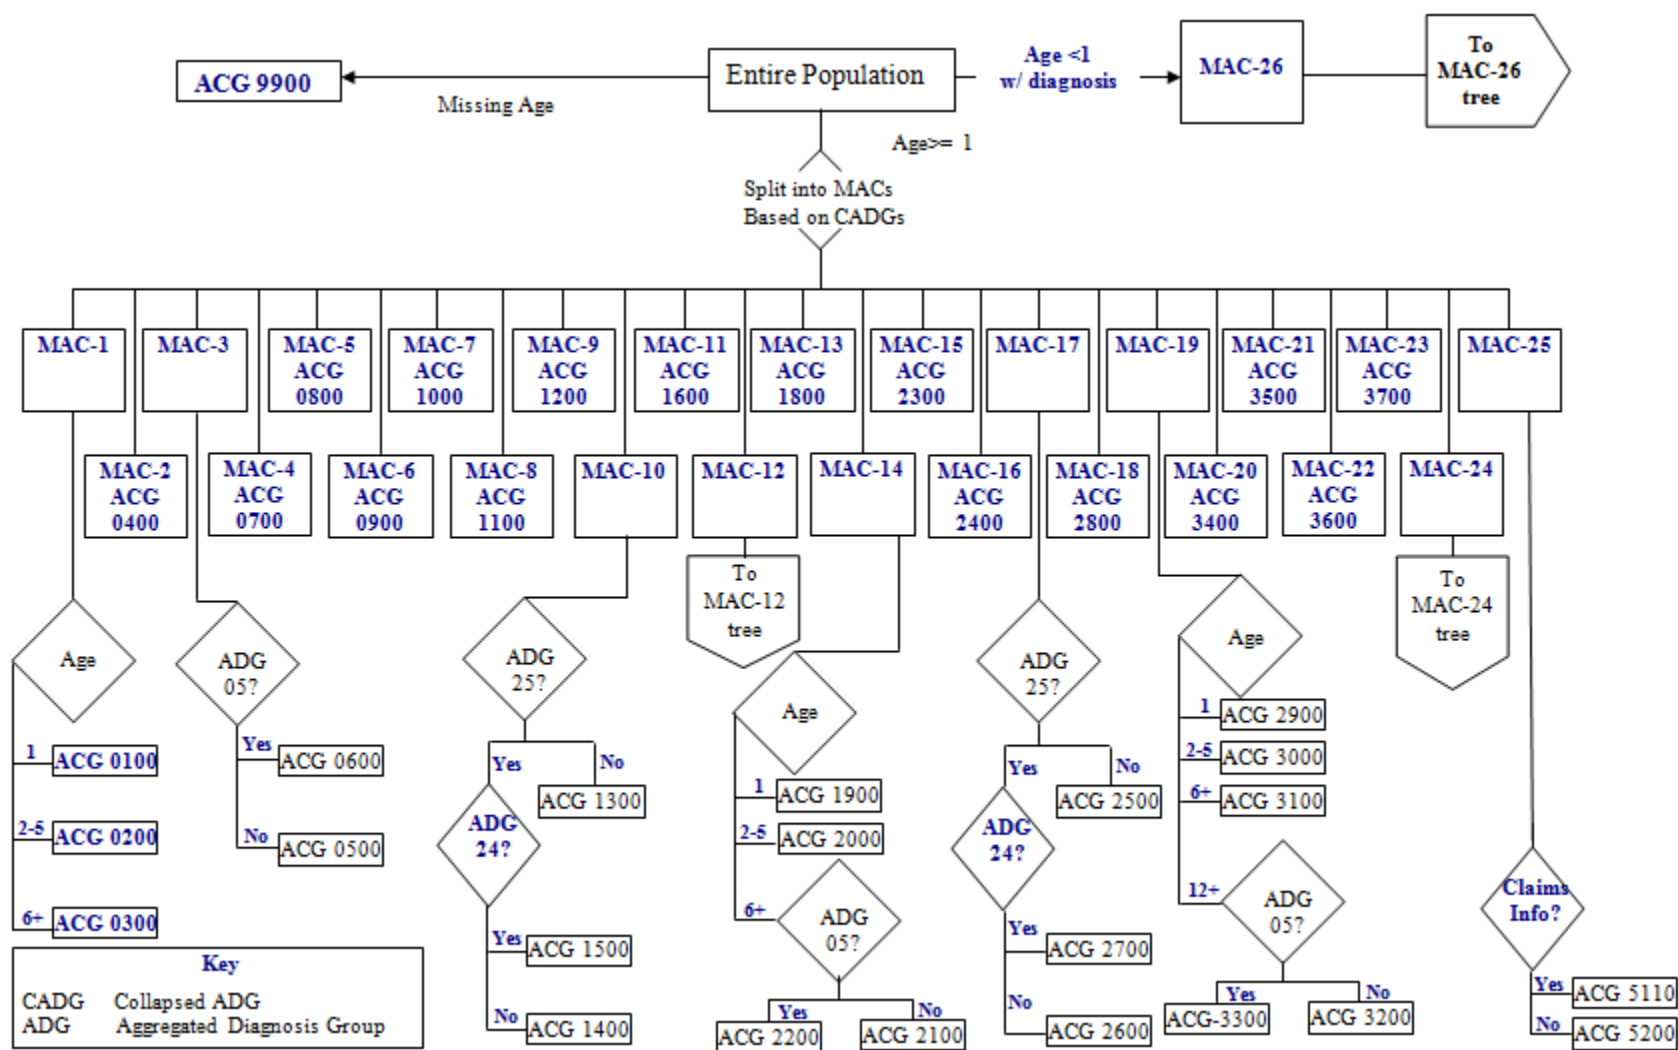 ACG 9900
Missing Age
Entire Population
Age <1
w/ diagnosis
MAC-26
To
MAC-26
tree
Age>= 1
Split into MACs
Based on CADGs
MAC-1
MAC-3
MAC-5
ACG
0800
MAC-7
ACG
1000
MAC-9
ACG
1200
MAC-11
ACG
1600
MAC-13
ACG
1800
MAC-15
ACG
2300
MAC-17
MAC-19
MAC-21
ACG
3500
MAC-23
ACG
3700
MAC-25
MAC-2
ACG
0400
MAC-4
ACG
0700
MAC-6
ACG
0900
MAC-8
ACG
1100
MAC-10
MAC-12
MAC-14
MAC-16
ACG
2400
MAC-18
ACG
2800
MAC-20
ACG
3400
MAC-22
ACG
3600
MAC-24
To
MAC-12
tree
To
MAC-24
tree
Age
1
ACG 0100
2-5
ACG 0200
6+
ACG 0300
ADG
05?
Yes
ACG 0600
No
ACG 0500
ADG
25?
Yes
No
ACG 1300
ADG
24?
Yes
ACG 1500
No
ACG 1400
Age
1
ACG 1900
2-5
ACG 2000
6+
ADG
05?
Yes
ACG 2200
No
ACG 2100
ADG
25?
Yes
No
ACG 2500
ADG
24?
Yes
ACG 2700
No
ACG 2600
Age
1
ACG 2900
2-5
ACG 3000
6+
ACG 3100
12+
ADG
05?
Yes
ACG-3300
No
ACG 3200
Claims
Info?
Yes
ACG 5110
No
ACG 5200
Key
CADG Collapsed ADG
ADG Aggregated Diagnosis Group